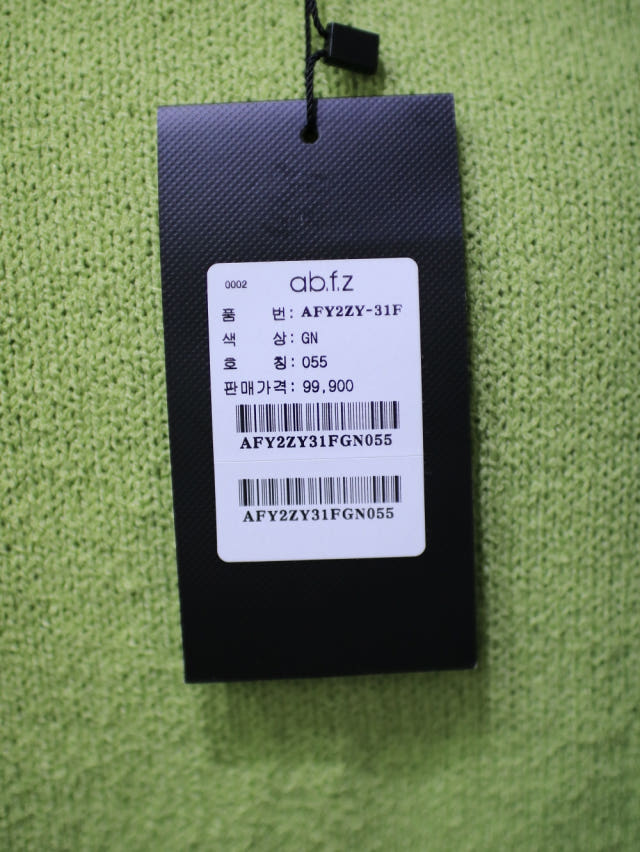 0002 ab.f.z
품 번: AFY2ZY-31F
색 상: GN
호 칭: 055
판매가격: 99,900
AFY2ZY31FGN055
AFY2ZY31FGN055